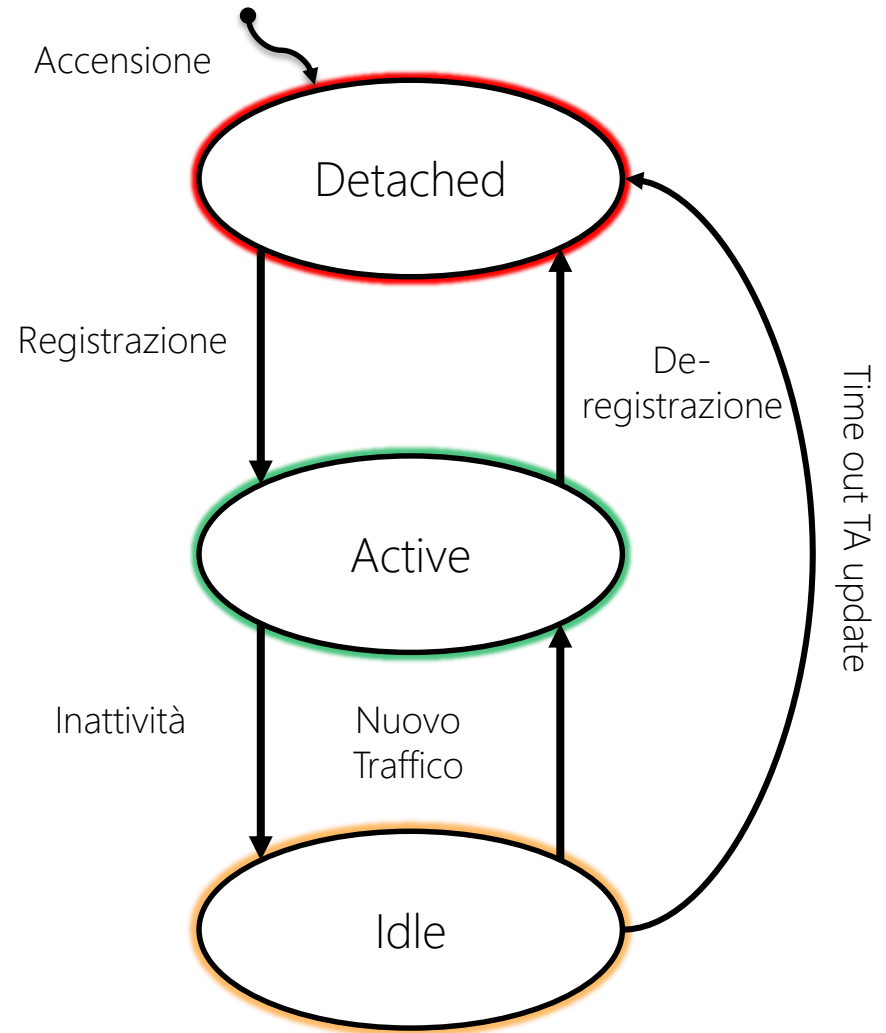 Accensione
Detached
Registrazione
De-
registrazione
Time out TA update
Active
Inattività
Nuovo
Traffico
Idle